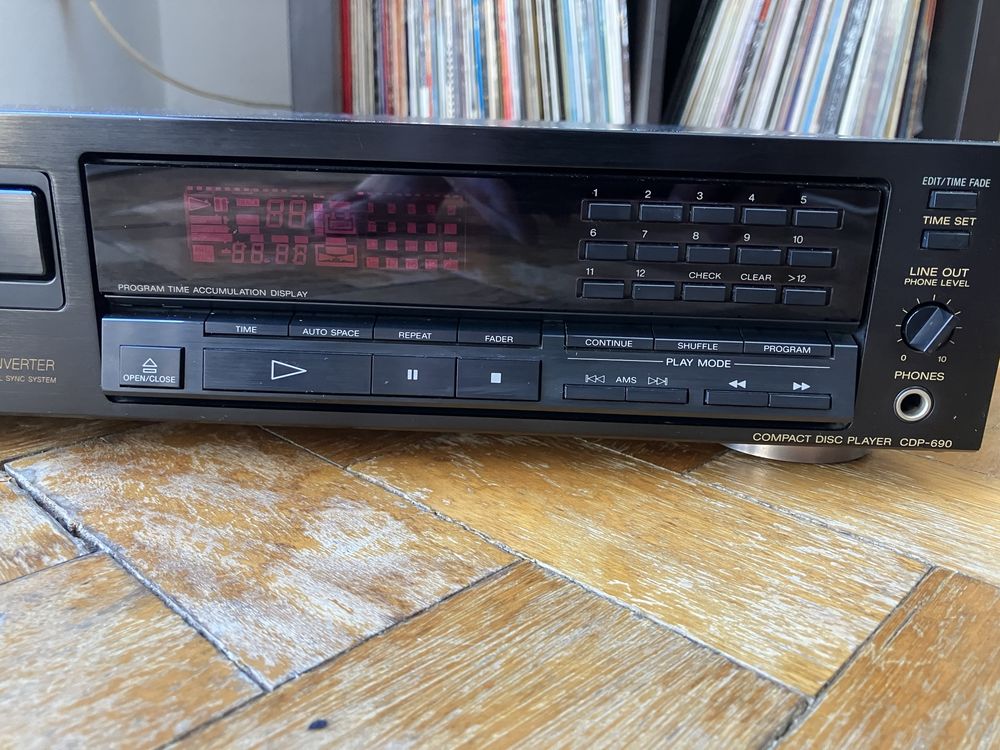 EDIT/TIME FADE
1 2 3 4 5
TIME SET
6 7 8 9 10
LINE OUT
PHONE LEVEL
11 12 CHECK CLEAR >12
PROGRAM TIME ACCUMULATION DISPLAY
TIME AUTO SPACE REPEAT FADER
CONTINUE SHUFFLE PROGRAM
0 10
PLAY MODE
OPEN/CLOSE
AMS
PHONES
NVERTER
L SYNC SYSTEM
COMPACT DISC PLAYER CDP-690